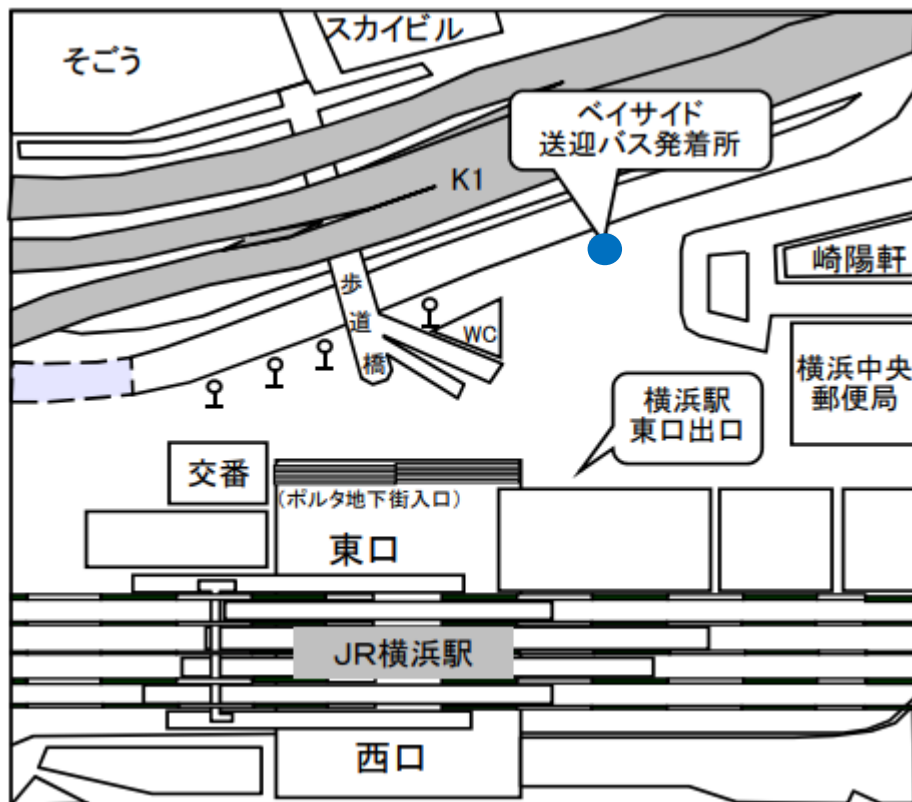 そごう
スカイビル
ベイサイド
送迎バス発着所
K1
崎陽軒
歩
道
橋
WC
横浜中央
郵便局
横浜駅
東口出口
交番
(ポルタ地下街入口)
東口
JR横浜駅
西口